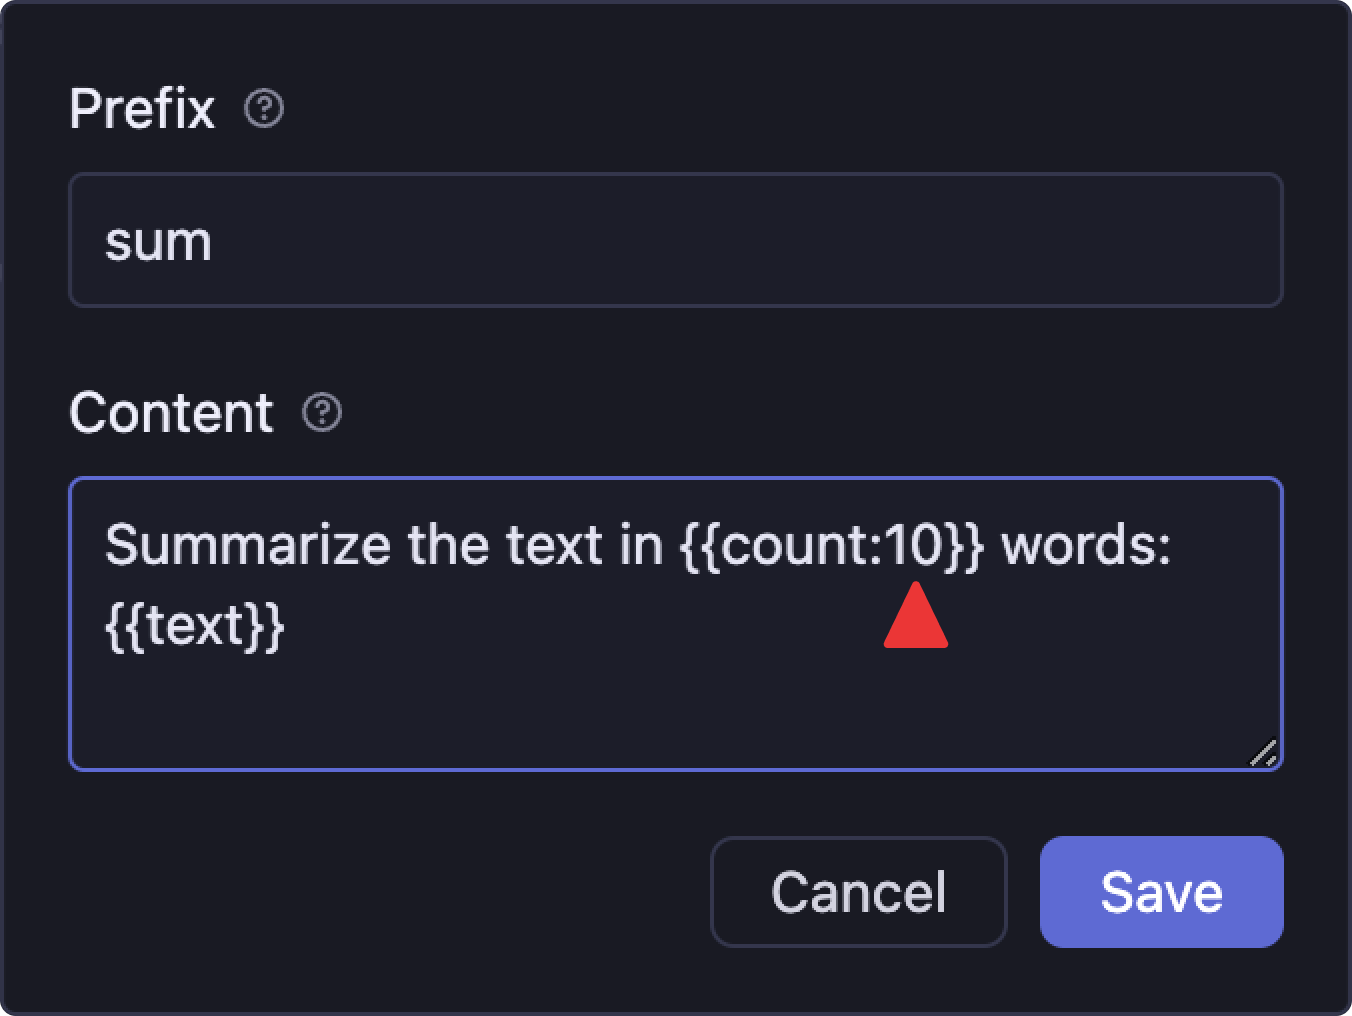 Prefix ?
sum
Content ?
Summarize the text in {{count:10}} words:
{{text}}
Cancel Save